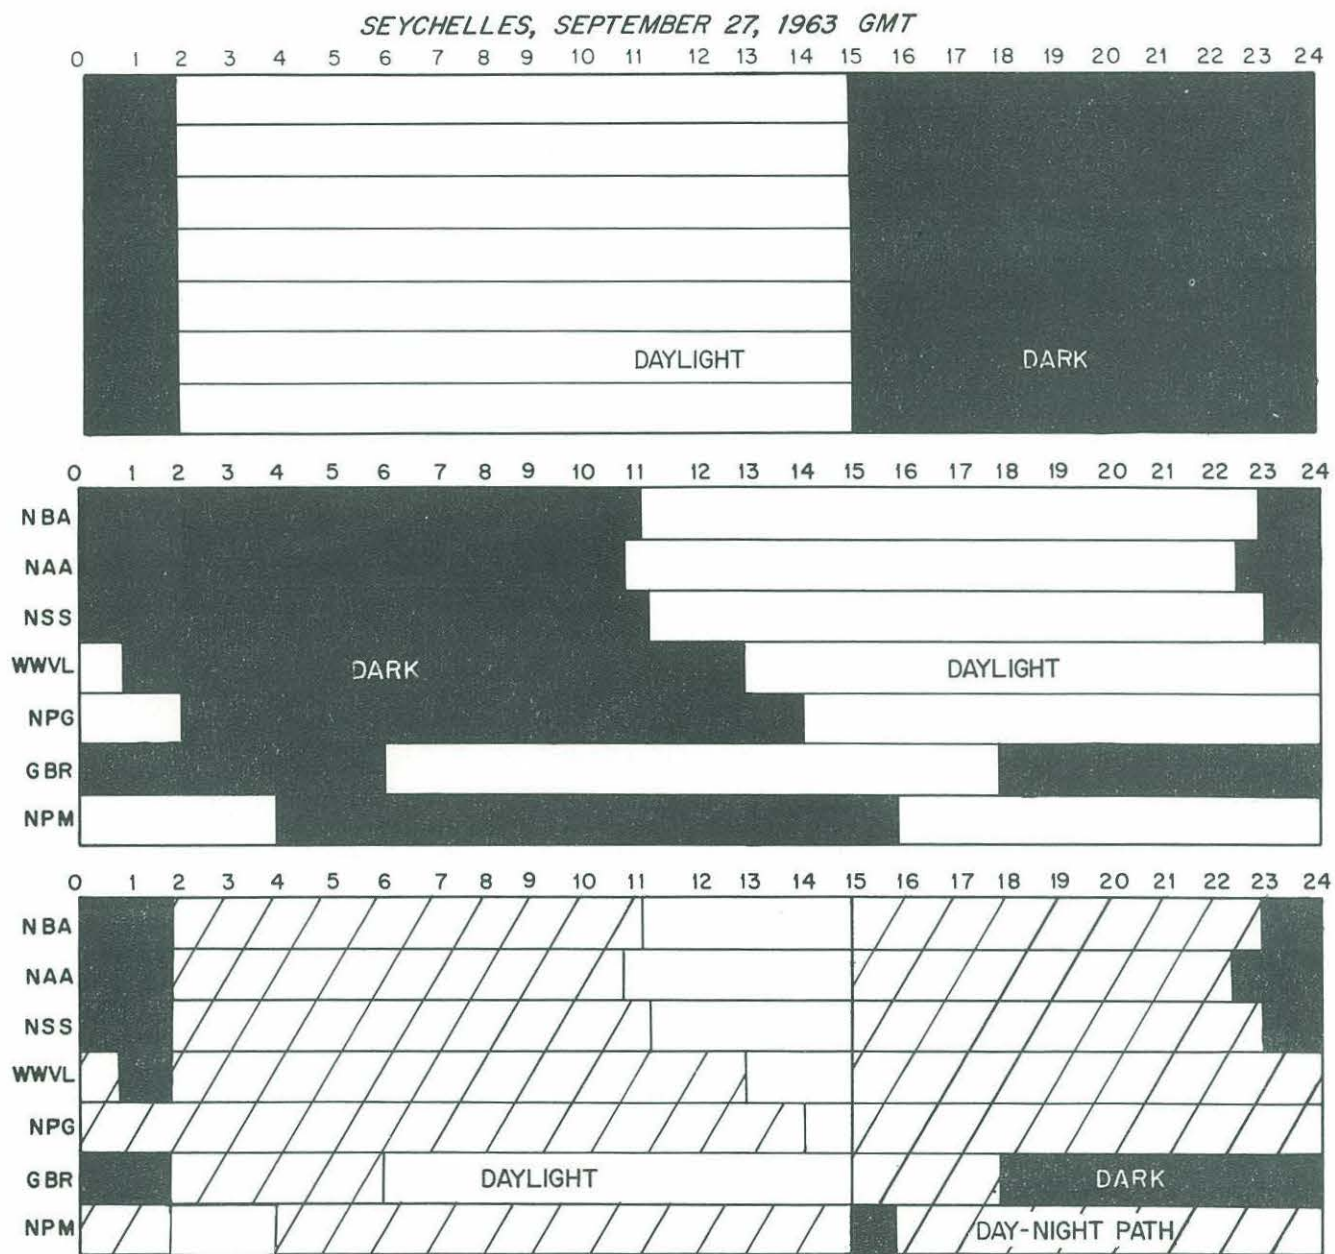 SEYCHELLES, SEPTEMBER 27, 1963 GMT
0 1 2 3 4 5 6 7 8 9 10 11 12 13 14 15 16 17 18 19 20 21 22 23 24
DAYLIGHT DARK
0 1 2 3 4 5 6 7 8 9 10 11 12 13 14 15 16 17 18 19 20 21 22 23 24
NBA
NAA
NSS
WWVL DARK DAYLIGHT
NPG
GBR
NPM
0 1 2 3 4 5 6 7 8 9 10 11 12 13 14 15 16 17 18 19 20 21 22 23 24
NBA
NAA
NSS
WWVL
NPG
GBR DAYLIGHT DARK
NPM DAY-NIGHT PATH